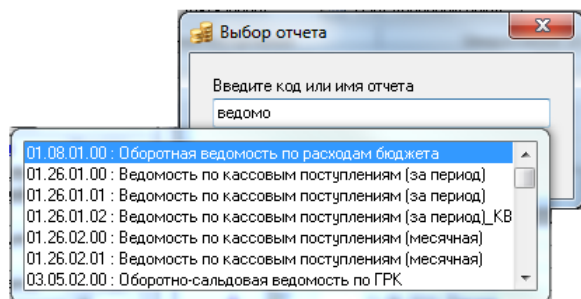 Выбор отчета
Введите код или имя отчета
ведомо
01.08.01.00 : Оборотная ведомость по расходам бюджета
01.26.01.00 : Ведомость по кассовым поступлениям (за период)
01.26.01.01 : Ведомость по кассовым поступлениям (за период)
01.26.01.02 : Ведомость по кассовым поступлениям (за период)_КВ
01.26.02.00 : Ведомость по кассовым поступлениям (месячная)
01.26.02.01 : Ведомость по кассовым поступлениям (месячная)
03.05.02.00 : Оборотно-сальдовая ведомость по ГРК